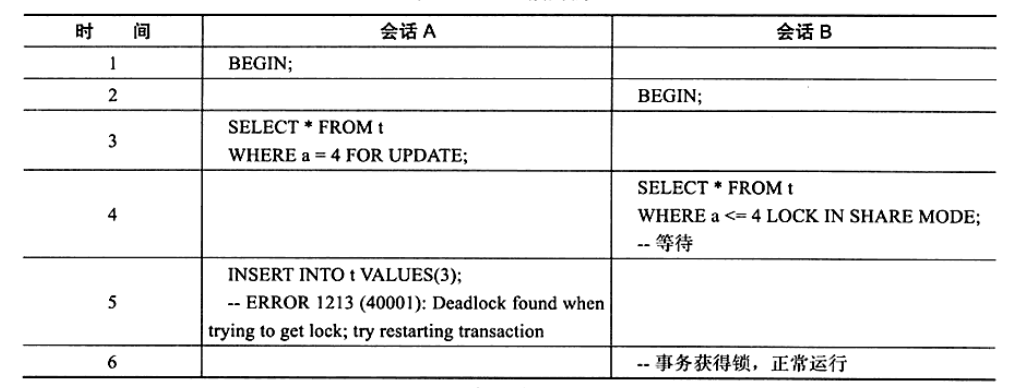 时 间 会话 A 会话 B
1 BEGIN;
2 BEGIN;
3 SELECT * FROM t
WHERE a = 4 FOR UPDATE;
4 SELECT * FROM t
WHERE a <= 4 LOCK IN SHARE MODE;
-- 等待
5 INSERT INTO t VALUES(3);
-- ERROR 1213 (40001): Deadlock found when
trying to get lock; try restarting transaction
6 -- 事务获得锁，正常运行